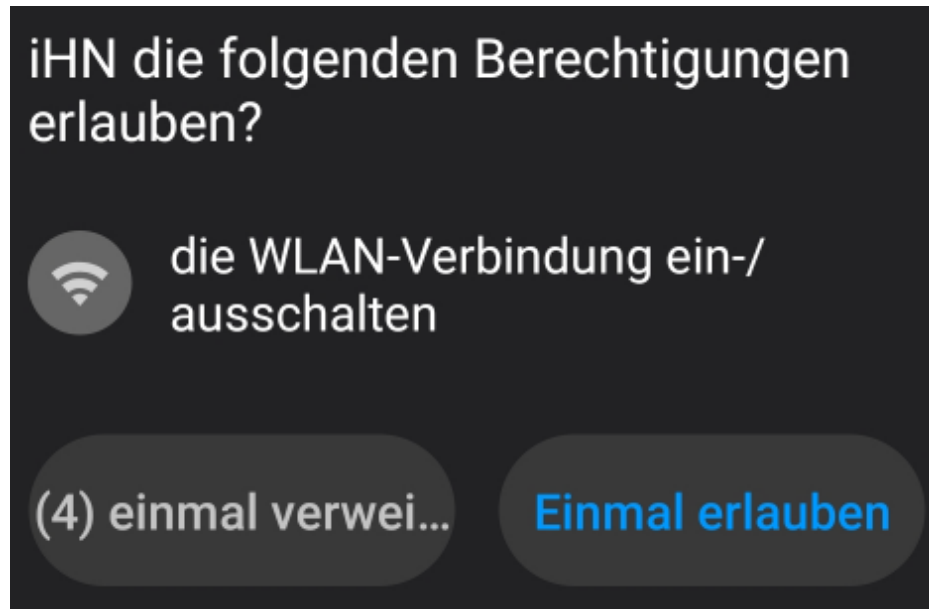 iHN die folgenden Berechtigungen
erlauben?
die WLAN-Verbindung ein-/
ausschalten
(4) einmal verwei...
Einmal erlauben